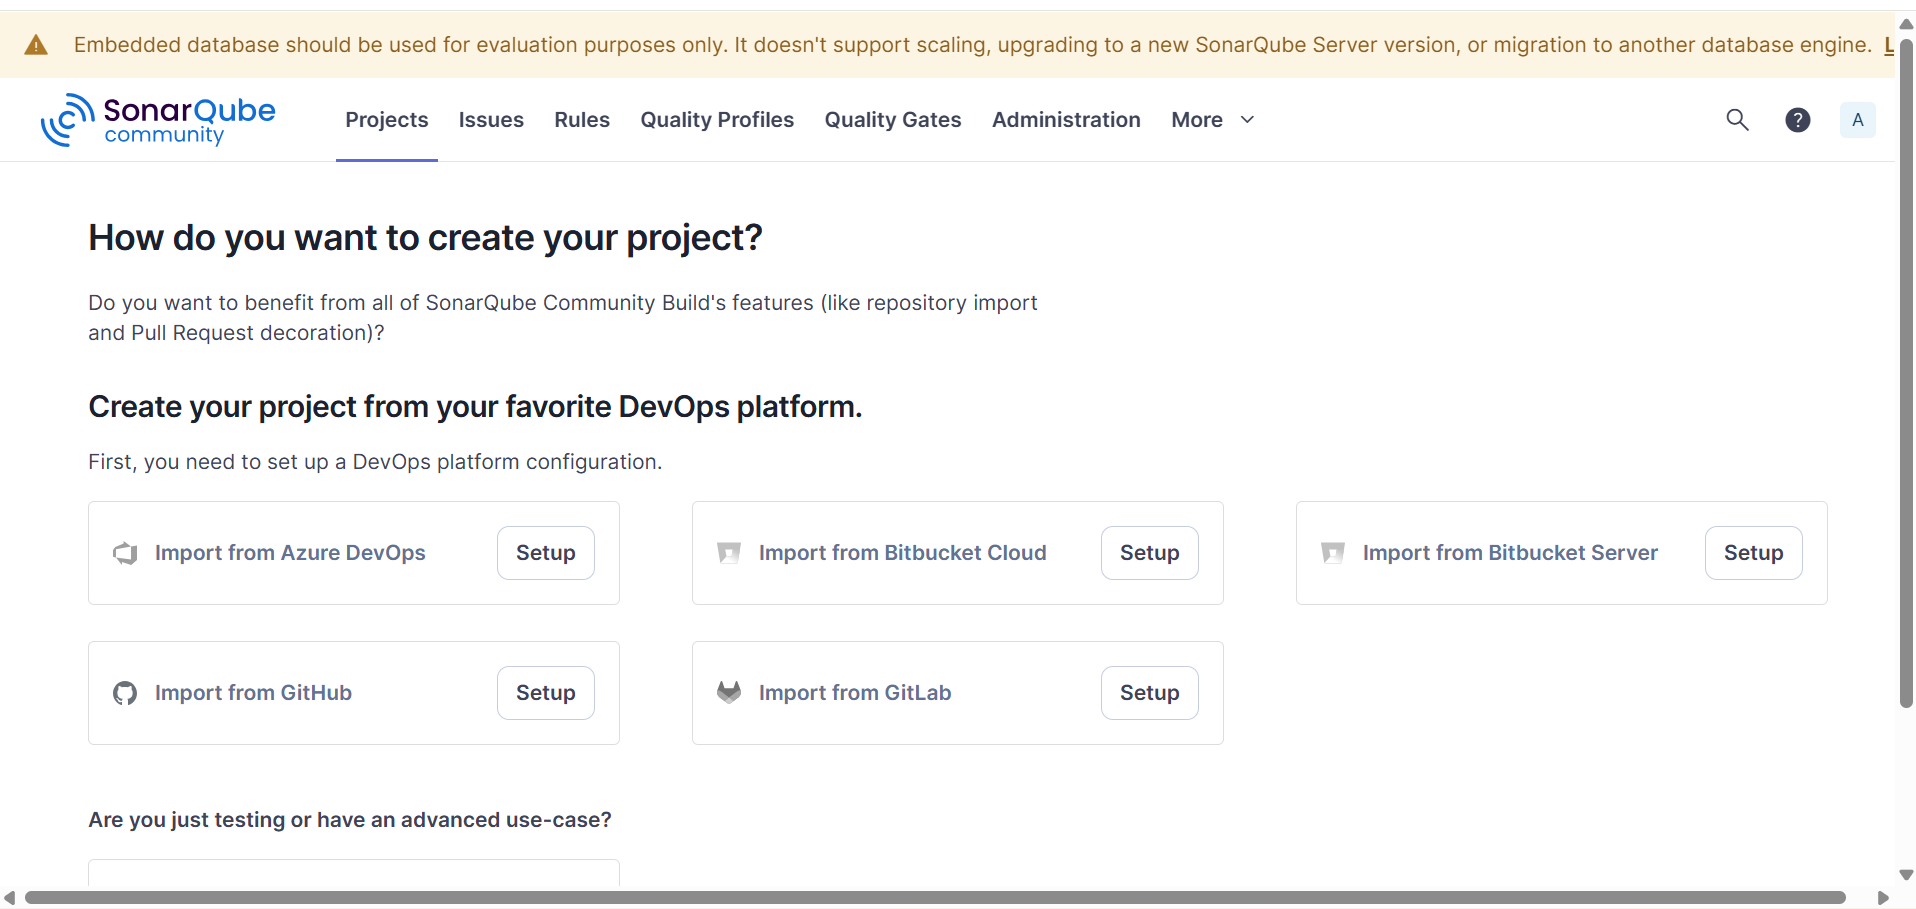 Embedded database should be used for evaluation purposes only. It doesn't support scaling, upgrading to a new SonarQube Server version, or migration to another database engine.
SonarQube
community
Projects Issues Rules Quality Profiles Quality Gates Administration More
? A
How do you want to create your project?
Do you want to benefit from all of SonarQube Community Build's features (like repository import
and Pull Request decoration)?
Create your project from your favorite DevOps platform.
First, you need to set up a DevOps platform configuration.
Import from Azure DevOps Setup Import from Bitbucket Cloud Setup Import from Bitbucket Server Setup
Import from GitHub Setup Import from GitLab Setup
Are you just testing or have an advanced use-case?